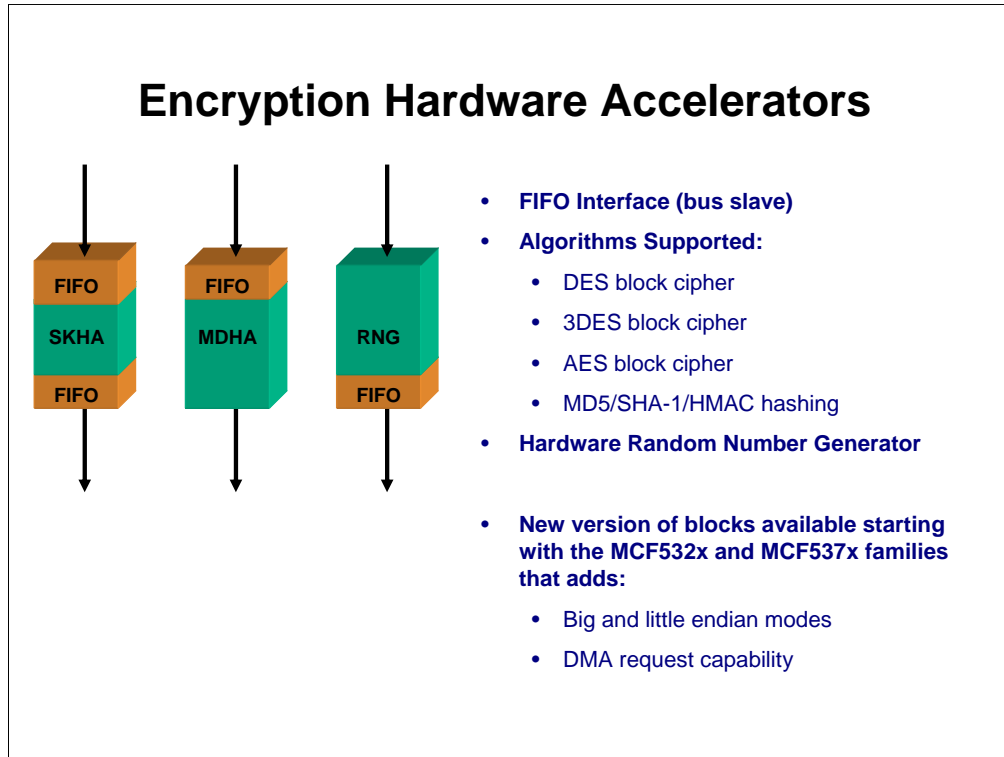 Encryption Hardware Accelerators
FIFO
SKHA
FIFO
FIFO
MDHA
RNG
FIFO
• FIFO Interface (bus slave)
• Algorithms Supported:
• DES block cipher
• 3DES block cipher
• AES block cipher
• MD5/SHA-1/HMAC hashing
• Hardware Random Number Generator
• New version of blocks available starting
with the MCF532x and MCF537x families
that adds:
• Big and little endian modes
• DMA request capability